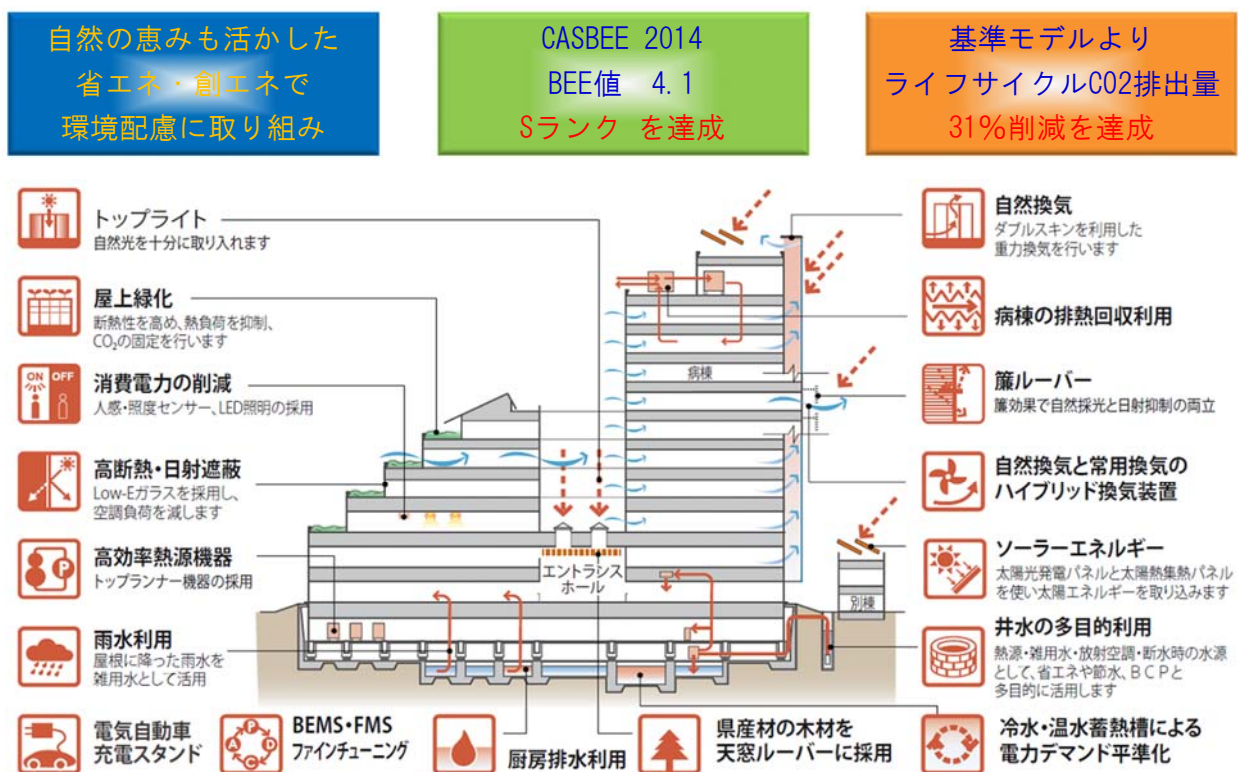 自然の恵みも活かした
省エネ・創エネで
環境配慮に取り組み
CASBEE 2014
BEE値 4.1
Sランク を達成
基準モデルより
ライフサイクルCO2排出量
31%削減を達成
トップライト
自然光を十分に取り入れます
屋上緑化
断熱性を高め、熱負荷を抑制、
CO₂の固定を行います
ON OFF
消費電力の削減
人感・照度センサー、LED照明の採用
高断熱・日射遮蔽
Low-Eガラスを採用し、
空調負荷を減します
P
高効率熱源機器
トップランナー機器の採用
雨水利用
屋根に降った雨水を
雑用水として活用
電気自動車
充電スタンド
P
A D
C
BEMS・FMS
ファインチューニング
厨房排水利用
県産材の木材を
天窓ルーバーに採用
病棟
エントランス
ホール
別棟
自然換気
ダブルスキンを利用した
重力換気を行います
病棟の排熱回収利用
簾ルーバー
簾効果で自然採光と日射抑制の両立
自然換気と常用換気の
ハイブリッド換気装置
ソーラーエネルギー
太陽光発電パネルと太陽熱集熱パネル
を使い太陽エネルギーを取り込みます
井水の多目的利用
熱源・雑用水・放射空調・断水時の水源
として、省エネや節水、BCPと
多目的に活用します
冷水・温水蓄熱槽による
電力デマンド平準化